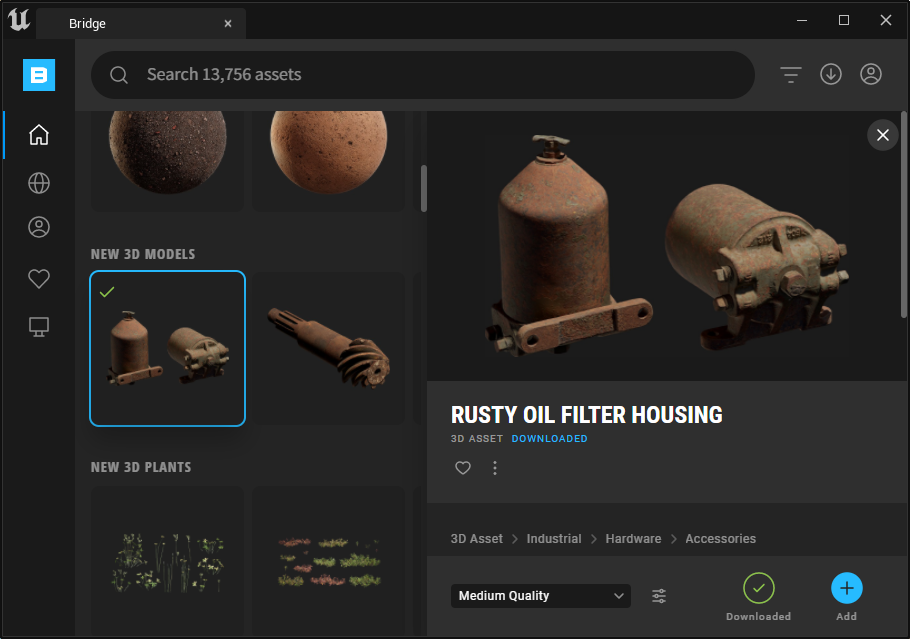 Bridge
B
Search 13,756 assets
NEW 3D MODELS
NEW 3D PLANTS
RUSTY OIL FILTER HOUSING
3D ASSET DOWNLOADED
3D Asset > Industrial > Hardware > Accessories
Medium Quality
Downloaded
Add